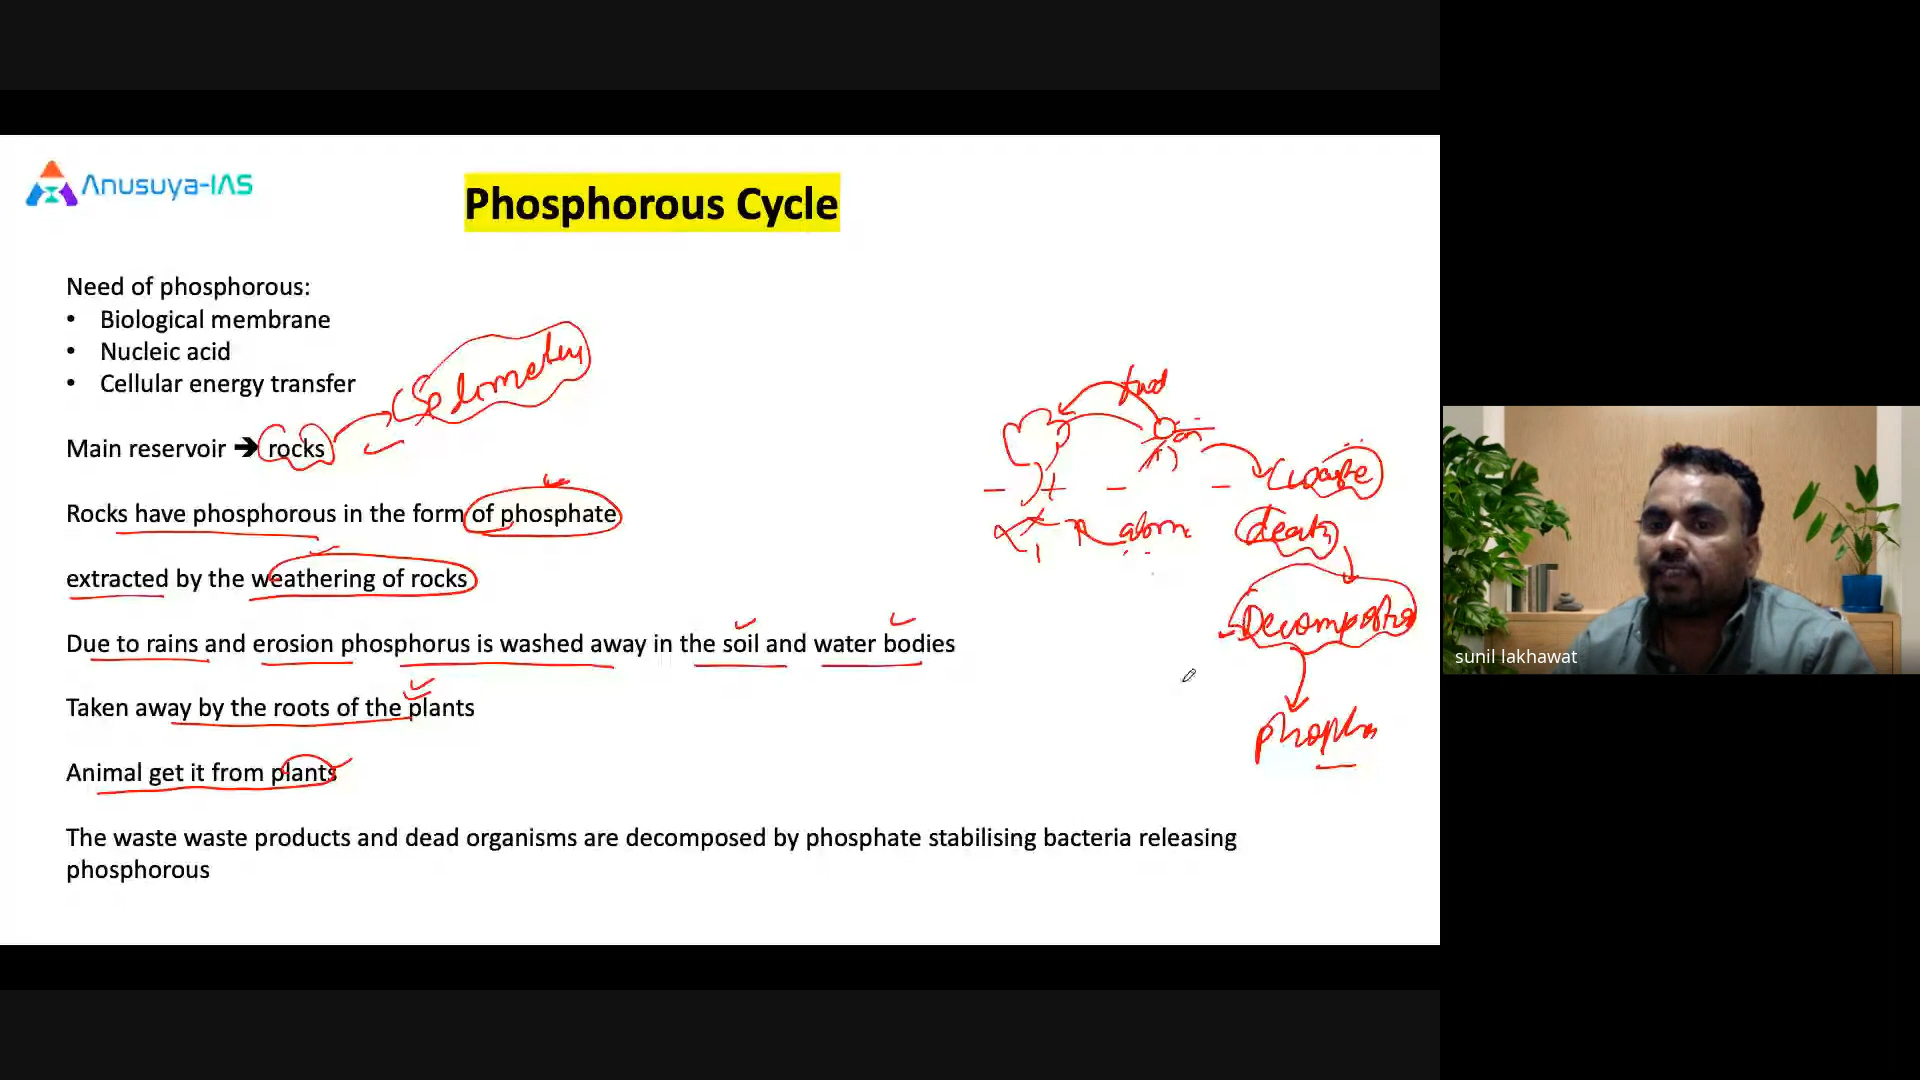 Anusuya-IAS
Phosphorous Cycle
Need of phosphorous:
• Biological membrane
• Nucleic acid
• Cellular energy transfer
Main reservoir ➔ rocks
Rocks have phosphorous in the form of phosphate
extracted by the weathering of rocks
Due to rains and erosion phosphorus is washed away in the soil and water bodies
Taken away by the roots of the plants
Animal get it from plants
The waste waste products and dead organisms are decomposed by phosphate stabilising bacteria releasing
phosphorous
food
waste
death
sunil lakhawat